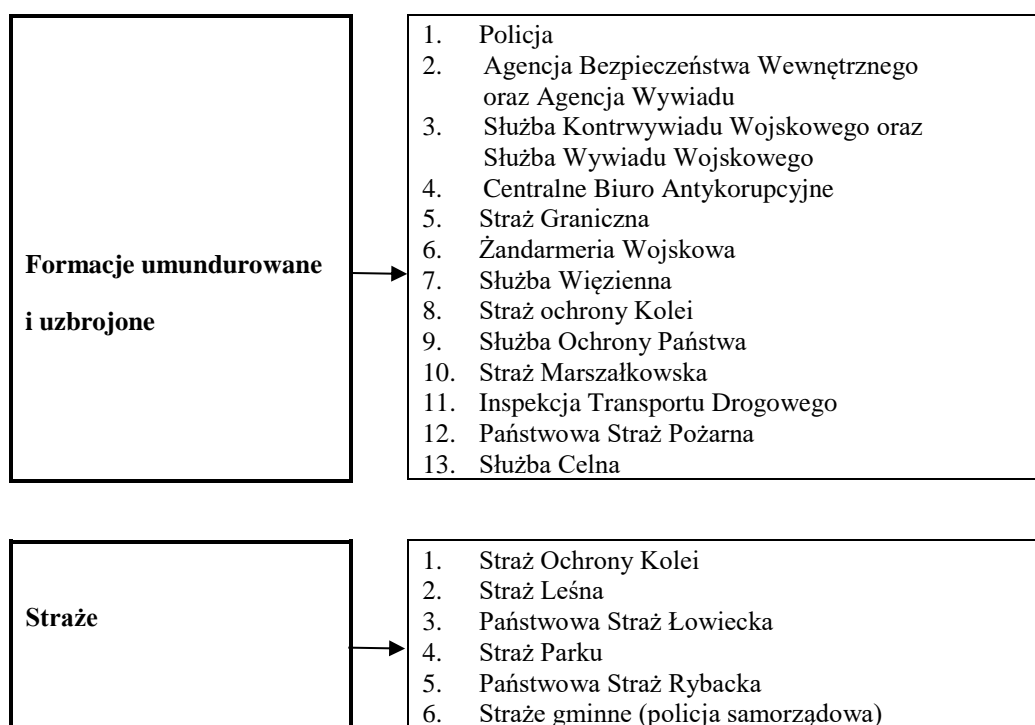 Formacje umundurowane
i uzbrojone
1. Policja
2. Agencja Bezpieczeństwa Wewnętrznego
oraz Agencja Wywiadu
3. Służba Kontrwywiadu Wojskowego oraz
Służba Wywiadu Wojskowego
4. Centralne Biuro Antykorupcyjne
5. Straż Graniczna
6. Żandarmeria Wojskowa
7. Służba Więzienna
8. Straż ochrony Kolei
9. Służba Ochrony Państwa
10. Straż Marszałkowska
11. Inspekcja Transportu Drogowego
12. Państwowa Straż Pożarna
13. Służba Celna
Straże
1. Straż Ochrony Kolei
2. Straż Leśna
3. Państwowa Straż Łowiecka
4. Straż Parku
5. Państwowa Straż Rybacka
6. Straże gminne (policja samorządowa)